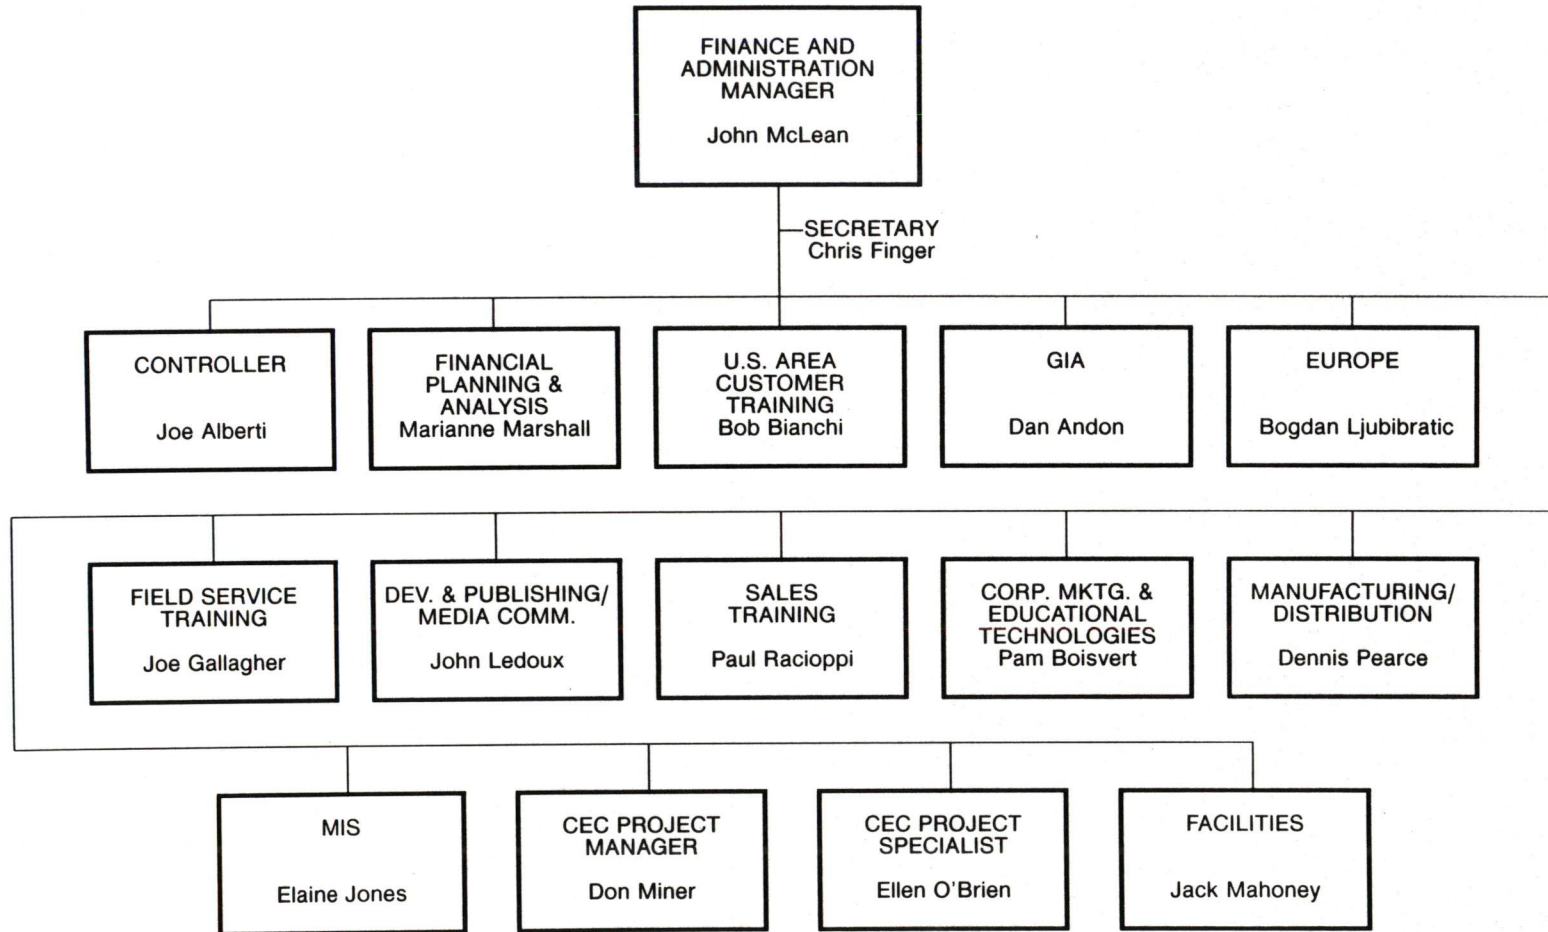 FINANCE AND
ADMINISTRATION
MANAGER
John McLean
SECRETARY
Chris Finger
CONTROLLER
Joe Alberti
FINANCIAL
PLANNING &
ANALYSIS
Marianne Marshall
U.S. AREA
CUSTOMER
TRAINING
Bob Bianchi
GIA
Dan Andon
EUROPE
Bogdan Ljubibratic
FIELD SERVICE
TRAINING
Joe Gallagher
DEV. & PUBLISHING/
MEDIA COMM.
John Ledoux
SALES
TRAINING
Paul Racioppi
CORP. MKTG. &
EDUCATIONAL
TECHNOLOGIES
Pam Boisvert
MANUFACTURING/
DISTRIBUTION
Dennis Pearce
MIS
Elaine Jones
CEC PROJECT
MANAGER
Don Miner
CEC PROJECT
SPECIALIST
Ellen O'Brien
FACILITIES
Jack Mahoney